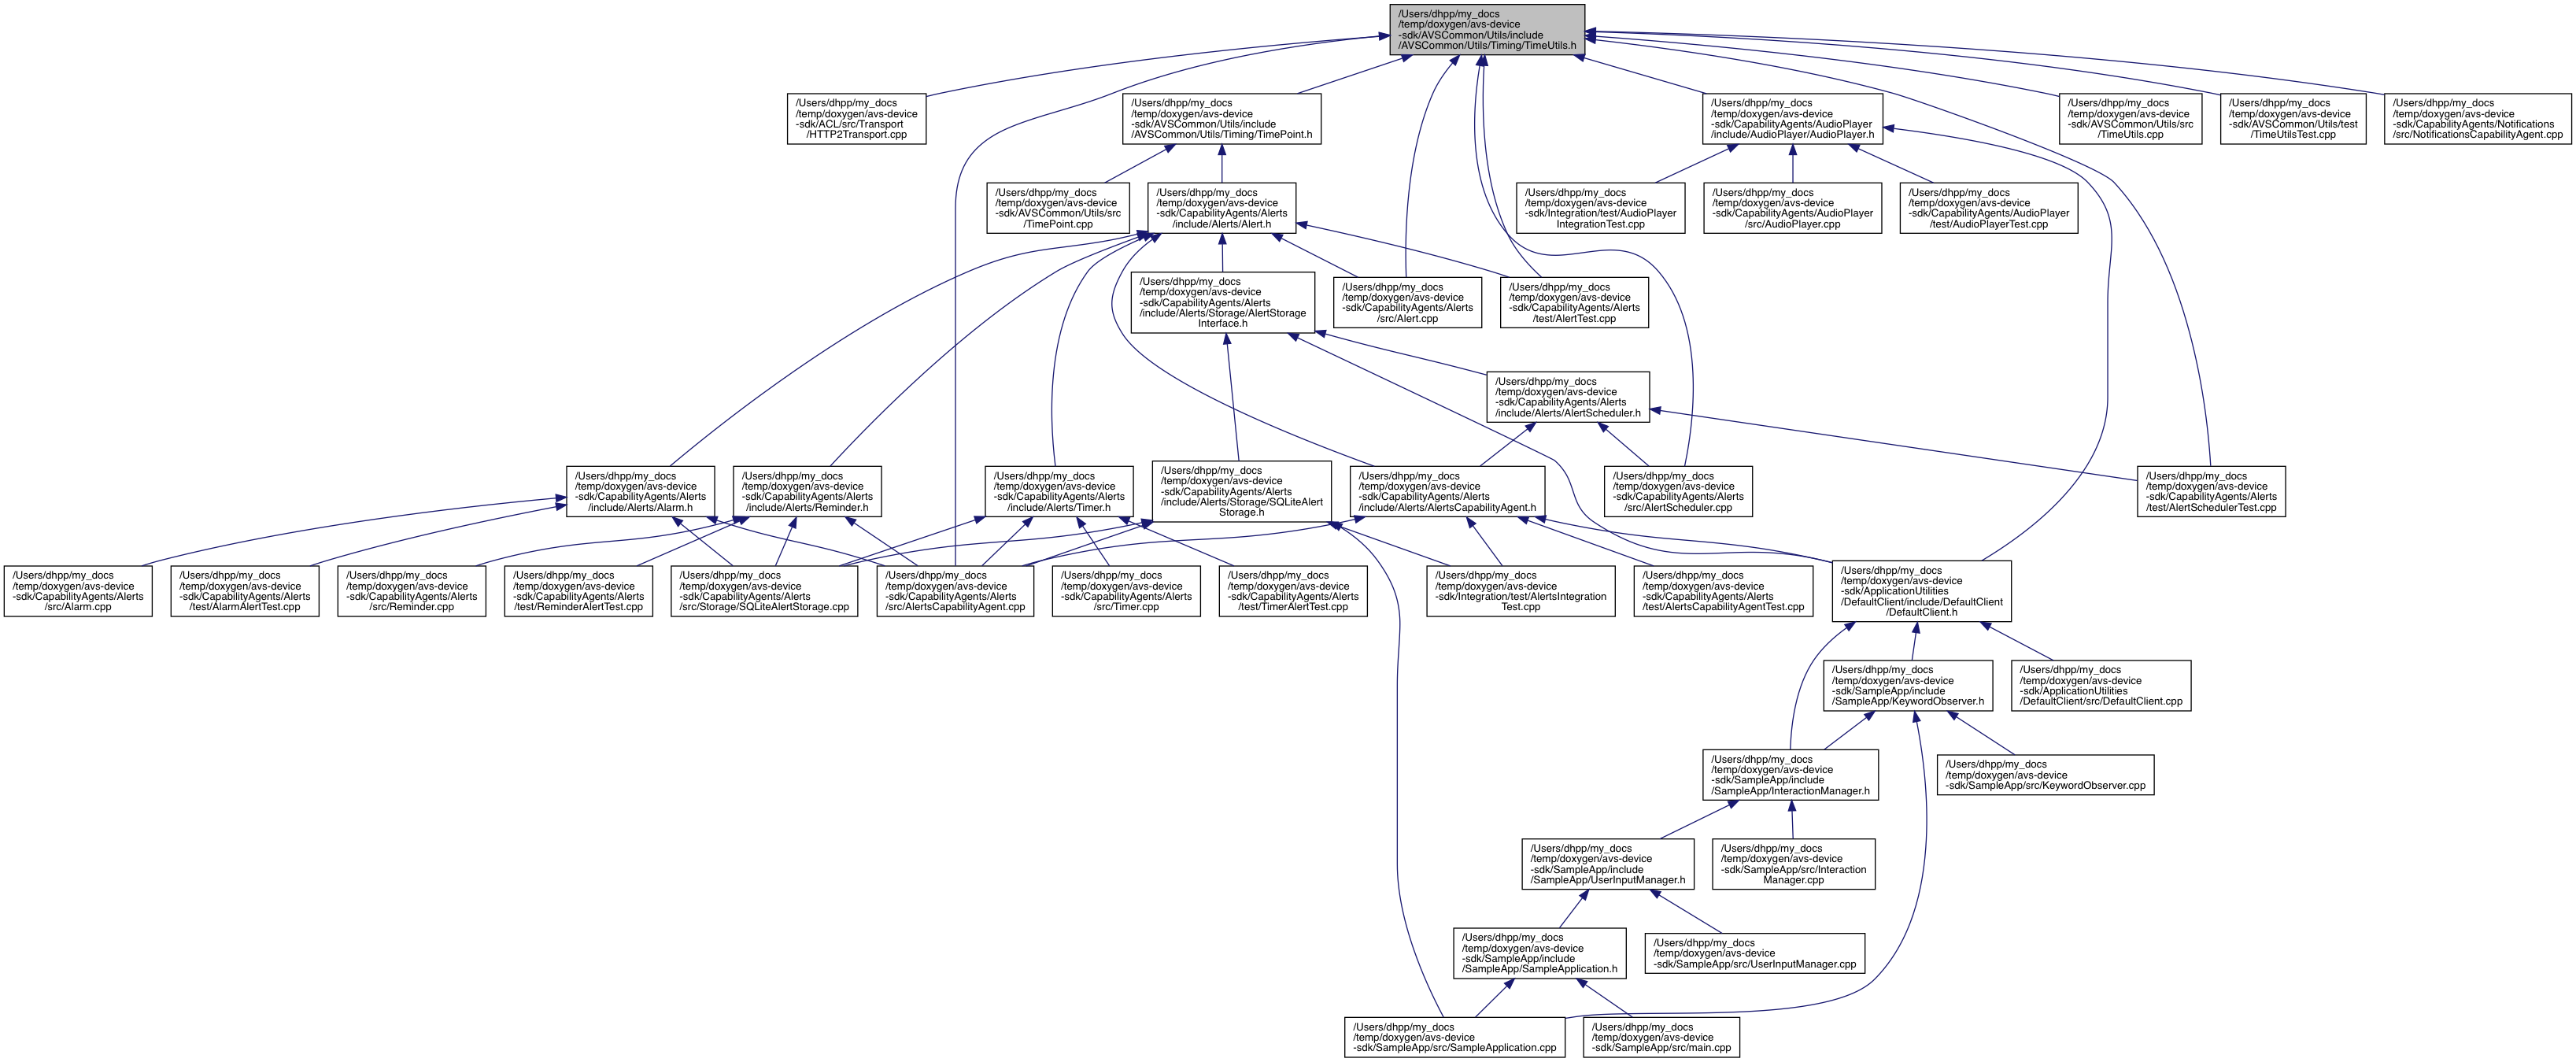 /Users/dhpp/my_docs
/temp/doxygen/avs-device
-sdk/AVSCommon/Utils/include
/AVSCommon/Utils/Timing/TimeUtils.h
/Users/dhpp/my_docs
/temp/doxygen/avs-device
-sdk/ACL/src/Transport
/HTTP2Transport.cpp
/Users/dhpp/my_docs
/temp/doxygen/avs-device
-sdk/AVSCommon/Utils/include
/AVSCommon/Utils/Timing/TimePoint.h
/Users/dhpp/my_docs
/temp/doxygen/avs-device
-sdk/CapabilityAgents/AudioPlayer
/include/AudioPlayer/AudioPlayer.h
/Users/dhpp/my_docs
/temp/doxygen/avs-device
-sdk/AVSCommon/Utils/src
/TimeUtils.cpp
/Users/dhpp/my_docs
/temp/doxygen/avs-device
-sdk/AVSCommon/Utils/test
/TimeUtilsTest.cpp
/Users/dhpp/my_docs
/temp/doxygen/avs-device
-sdk/CapabilityAgents/Notifications
/src/NotificationsCapabilityAgent.cpp
/Users/dhpp/my_docs
/temp/doxygen/avs-device
-sdk/AVSCommon/Utils/src
/TimePoint.cpp
/Users/dhpp/my_docs
/temp/doxygen/avs-device
-sdk/CapabilityAgents/Alerts
/include/Alerts/Alert.h
/Users/dhpp/my_docs
/temp/doxygen/avs-device
-sdk/Integration/test/AudioPlayer
IntegrationTest.cpp
/Users/dhpp/my_docs
/temp/doxygen/avs-device
-sdk/CapabilityAgents/AudioPlayer
/src/AudioPlayer.cpp
/Users/dhpp/my_docs
/temp/doxygen/avs-device
-sdk/CapabilityAgents/AudioPlayer
/test/AudioPlayerTest.cpp
/Users/dhpp/my_docs
/temp/doxygen/avs-device
-sdk/CapabilityAgents/Alerts
/include/Alerts/Storage/AlertStorage
Interface.h
/Users/dhpp/my_docs
/temp/doxygen/avs-device
-sdk/CapabilityAgents/Alerts
/src/Alert.cpp
/Users/dhpp/my_docs
/temp/doxygen/avs-device
-sdk/CapabilityAgents/Alerts
/test/AlertTest.cpp
/Users/dhpp/my_docs
/temp/doxygen/avs-device
-sdk/CapabilityAgents/Alerts
/include/Alerts/AlertScheduler.h
/Users/dhpp/my_docs
/temp/doxygen/avs-device
-sdk/CapabilityAgents/Alerts
/include/Alerts/Alarm.h
/Users/dhpp/my_docs
/temp/doxygen/avs-device
-sdk/CapabilityAgents/Alerts
/include/Alerts/Reminder.h
/Users/dhpp/my_docs
/temp/doxygen/avs-device
-sdk/CapabilityAgents/Alerts
/include/Alerts/Timer.h
/Users/dhpp/my_docs
/temp/doxygen/avs-device
-sdk/CapabilityAgents/Alerts
/include/Alerts/Storage/SQLiteAlert
Storage.h
/Users/dhpp/my_docs
/temp/doxygen/avs-device
-sdk/CapabilityAgents/Alerts
/include/Alerts/AlertsCapabilityAgent.h
/Users/dhpp/my_docs
/temp/doxygen/avs-device
-sdk/CapabilityAgents/Alerts
/src/AlertScheduler.cpp
/Users/dhpp/my_docs
/temp/doxygen/avs-device
-sdk/CapabilityAgents/Alerts
/test/AlertSchedulerTest.cpp
/Users/dhpp/my_docs
/temp/doxygen/avs-device
-sdk/CapabilityAgents/Alerts
/src/Alarm.cpp
/Users/dhpp/my_docs
/temp/doxygen/avs-device
-sdk/CapabilityAgents/Alerts
/test/AlarmAlertTest.cpp
/Users/dhpp/my_docs
/temp/doxygen/avs-device
-sdk/CapabilityAgents/Alerts
/src/Reminder.cpp
/Users/dhpp/my_docs
/temp/doxygen/avs-device
-sdk/CapabilityAgents/Alerts
/test/ReminderAlertTest.cpp
/Users/dhpp/my_docs
/temp/doxygen/avs-device
-sdk/CapabilityAgents/Alerts
/src/Storage/SQLiteAlertStorage.cpp
/Users/dhpp/my_docs
/temp/doxygen/avs-device
-sdk/CapabilityAgents/Alerts
/src/AlertsCapabilityAgent.cpp
/Users/dhpp/my_docs
/temp/doxygen/avs-device
-sdk/CapabilityAgents/Alerts
/src/Timer.cpp
/Users/dhpp/my_docs
/temp/doxygen/avs-device
-sdk/CapabilityAgents/Alerts
/test/TimerAlertTest.cpp
/Users/dhpp/my_docs
/temp/doxygen/avs-device
-sdk/Integration/test/AlertsIntegration
Test.cpp
/Users/dhpp/my_docs
/temp/doxygen/avs-device
-sdk/CapabilityAgents/Alerts
/test/AlertsCapabilityAgentTest.cpp
/Users/dhpp/my_docs
/temp/doxygen/avs-device
-sdk/ApplicationUtilities
/DefaultClient/include/DefaultClient
/DefaultClient.h
/Users/dhpp/my_docs
/temp/doxygen/avs-device
-sdk/SampleApp/include
/SampleApp/KeywordObserver.h
/Users/dhpp/my_docs
/temp/doxygen/avs-device
-sdk/ApplicationUtilities
/DefaultClient/src/DefaultClient.cpp
/Users/dhpp/my_docs
/temp/doxygen/avs-device
-sdk/SampleApp/include
/SampleApp/InteractionManager.h
/Users/dhpp/my_docs
/temp/doxygen/avs-device
-sdk/SampleApp/src/KeywordObserver.cpp
/Users/dhpp/my_docs
/temp/doxygen/avs-device
-sdk/SampleApp/include
/SampleApp/UserInputManager.h
/Users/dhpp/my_docs
/temp/doxygen/avs-device
-sdk/SampleApp/src/Interaction
Manager.cpp
/Users/dhpp/my_docs
/temp/doxygen/avs-device
-sdk/SampleApp/include
/SampleApp/SampleApplication.h
/Users/dhpp/my_docs
/temp/doxygen/avs-device
-sdk/SampleApp/src/UserInputManager.cpp
/Users/dhpp/my_docs
/temp/doxygen/avs-device
-sdk/SampleApp/src/SampleApplication.cpp
/Users/dhpp/my_docs
/temp/doxygen/avs-device
-sdk/SampleApp/src/main.cpp